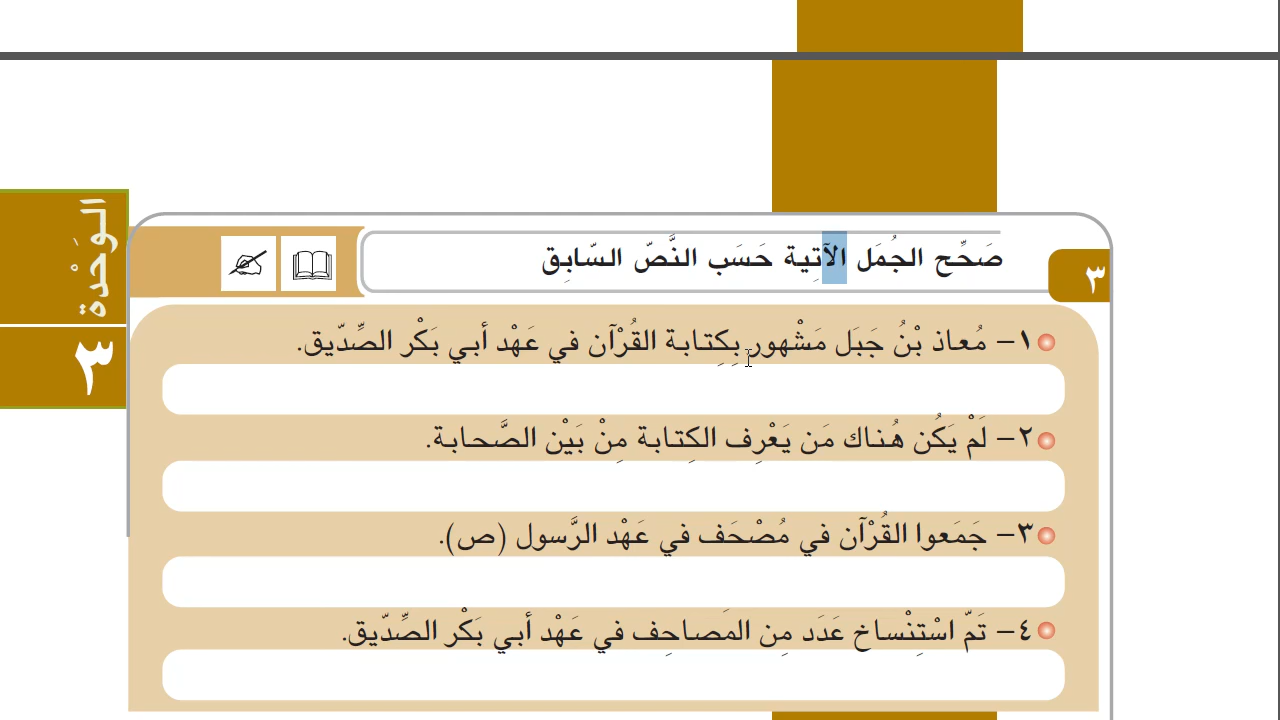 الوَحْدة
٣
٣
صَحِّح الجُمَل الآتِية حَسَب النَّصّ السّابِق
١– مُعاذ بْنُ جَبَل مَشْهور بِكِتابة القُرْآن في عَهْد أبي بَكْر الصِّدّيق.
٢– لَمْ يَكُن هُناك مَن يَعْرِف الكِتابة مِنْ بَيْن الصَّحابة.
٣– جَمَعوا القُرْآن في مُصْحَف في عَهْد الرَّسول (ص).
٤– تَمّ اسْتِنْساخ عَدَد مِن المَصاحِف في عَهْد أبي بَكْر الصِّدّيق.